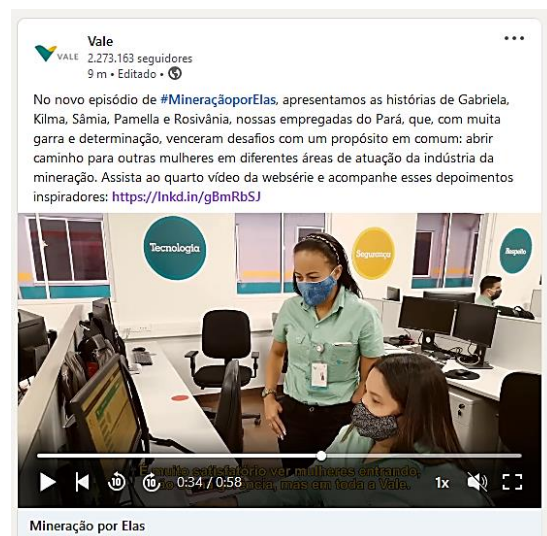 Vale
VALE
2.273.163 seguidores
9 m • Editado •
No novo episódio de #MineraçãoporElas, apresentamos as histórias de Gabriela,
Kilma, Sâmia, Pamella e Rosivânia, nossas empregadas do Pará, que, com muita
garra e determinação, venceram desafios com um propósito em comum: abrir
caminho para outras mulheres em diferentes áreas de atuação da indústria da
mineração. Assista ao quarto vídeo da websérie e acompanhe esses depoimentos
inspiradores: https://lnkd.in/gBmRbSJ
Tecnologia
Segurança
Respeito
É muito satisfatório ver mulheres entrando,
mas em toda a Vale.
10
10
0:34 / 0:58
1x
Mineração por Elas